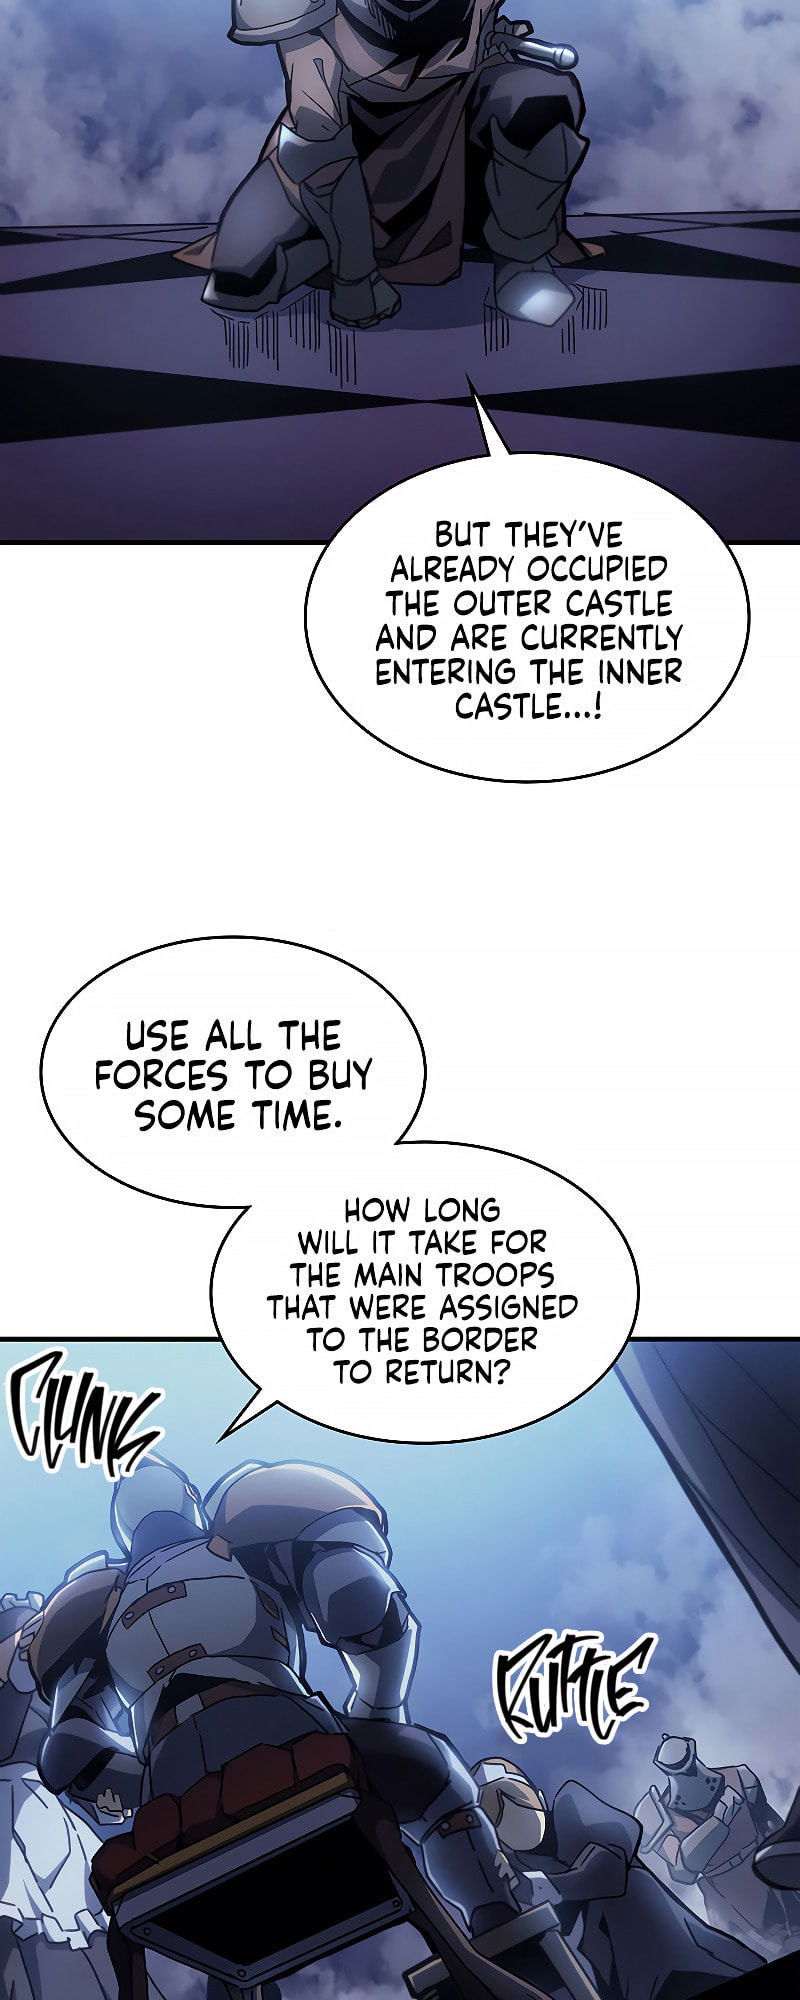 BUT THEY'VE
ALREADY OCCUPIED
THE OUTER CASTLE
AND ARE CURRENTLY
ENTERING THE INNER
CASTLE...!
USE ALL THE
FORCES TO BUY
SOME TIME.
HOW LONG
WILL IT TAKE FOR
THE MAIN TROOPS
THAT WERE ASSIGNED
TO THE BORDER
TO RETURN?
CLUNK
RUTTLE